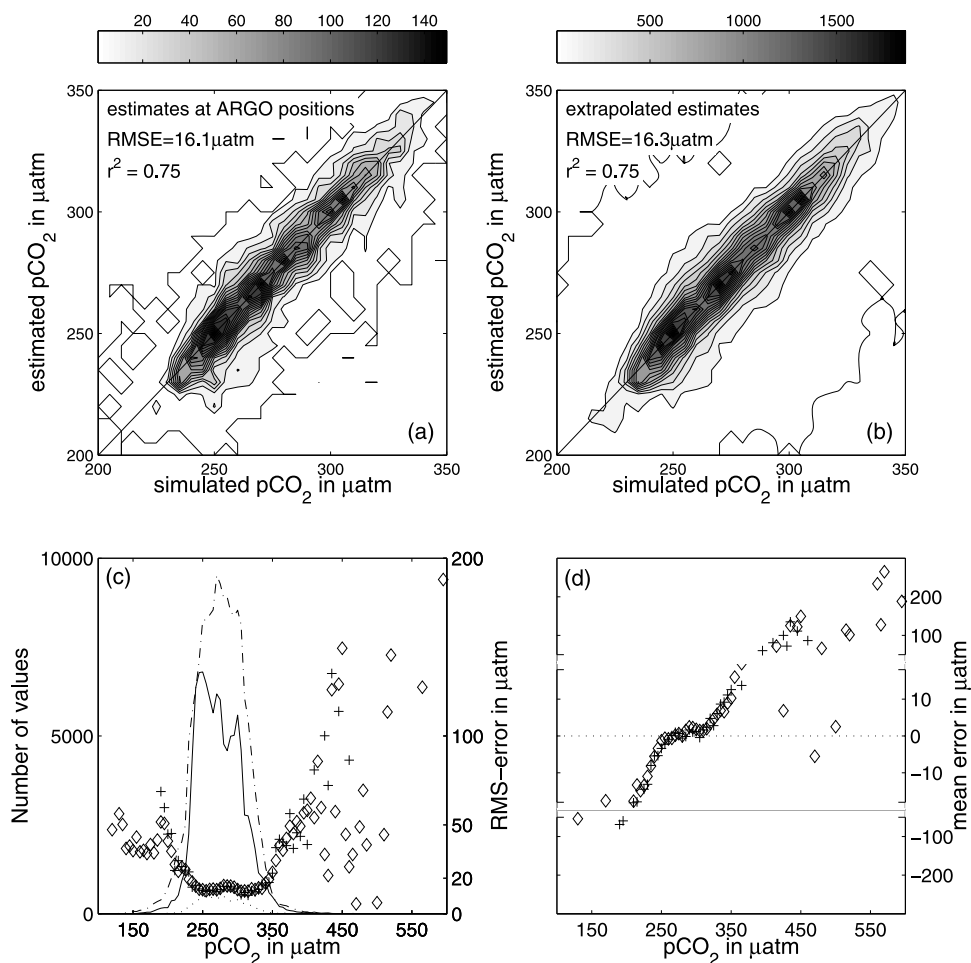 20 40 60 80 100 120 140
500 1000 1500
350
300
250
200
estimated pCO2 in μatm
estimates at ARGO positions
RMSE=16.1μatm
r2 = 0.75
(a)
200 250 300 350
simulated pCO2 in μatm
350
300
250
200
estimated pCO2 in μatm
extrapolated estimates
RMSE=16.3μatm
r2 = 0.75
(b)
200 250 300 350
simulated pCO2 in μatm
10000
5000
0
Number of values
(c)
200
100
50
20
0
RMS-error in μatm
150 250 350 450 550
pCO2 in μatm
(d)
200
100
10
0
-10
-100
-200
mean error in μatm
150 250 350 450 550
pCO2 in μatm